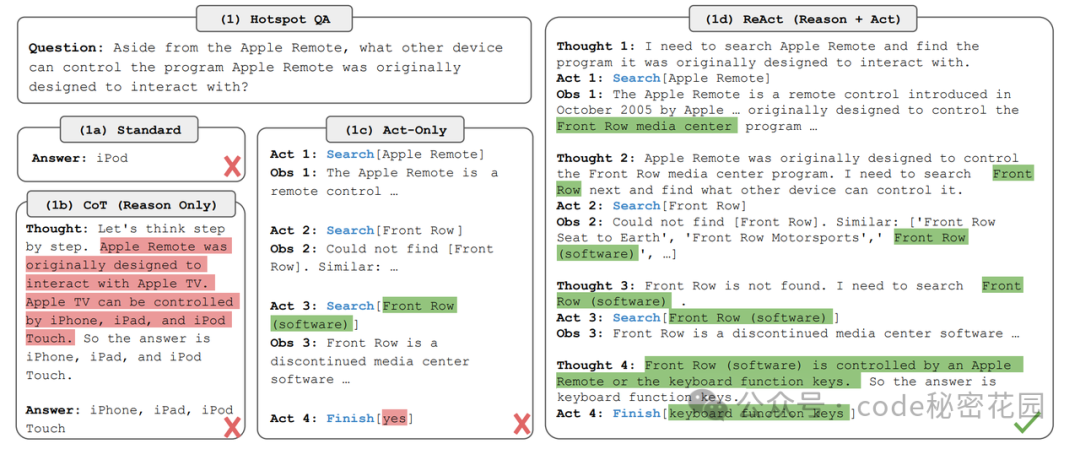 (1) Hotspot QA
Question: Aside from the Apple Remote, what other device
can control the program Apple Remote was originally
designed to interact with?
(1a) Standard
Answer: iPod
(1b) CoT (Reason Only)
Thought: Let's think step
by step. Apple Remote was
originally designed to
interact with Apple TV.
Apple TV can be controlled
by iPhone, iPad, and iPod
Touch. So the answer is
iPhone, iPad, and iPod
Touch.
Answer: iPhone, iPad, iPod
Touch
(1c) Act-Only
Act 1: Search[Apple Remote]
Obs 1: The Apple Remote is a
remote control …
Act 2: Search[Front Row]
Obs 2: Could not find [Front
Row]. Similar: …
Act 3: Search[Front Row
(software)]
Obs 3: Front Row is a
discontinued media center
software …
Act 4: Finish[yes]
(1d) ReAct (Reason + Act)
Thought 1: I need to search Apple Remote and find the
program it was originally designed to interact with.
Act 1: Search[Apple Remote]
Obs 1: The Apple Remote is a remote control introduced in
October 2005 by Apple … originally designed to control the
Front Row media center program …
Thought 2: Apple Remote was originally designed to control
the Front Row media center program. I need to search Front
Row next and find what other device can control it.
Act 2: Search[Front Row]
Obs 2: Could not find [Front Row]. Similar: ['Front Row
Seat to Earth', 'Front Row Motorsports',' Front Row
(software)', …]
Thought 3: Front Row is not found. I need to search Front
Row (software) .
Act 3: Search[Front Row (software)]
Obs 3: Front Row is a discontinued media center software …
Thought 4: Front Row (software) is controlled by an Apple
Remote or the keyboard function keys. So the answer is
keyboard function keys.
Act 4: Finish[keyboard function keys ]
公众号 · code秘密花园